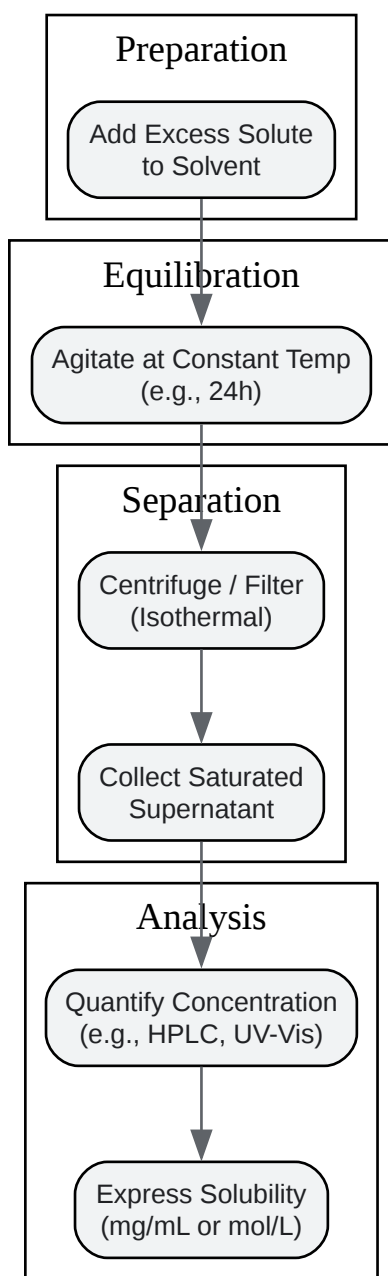 Preparation
Add Excess Solute
to Solvent
Equilibration
Agitate at Constant Temp
(e.g., 24h)
Separation
Centrifuge / Filter
(Isothermal)
Collect Saturated
Supernatant
Analysis
Quantify Concentration
(e.g., HPLC, UV-Vis)
Express Solubility
(mg/mL or mol/L)